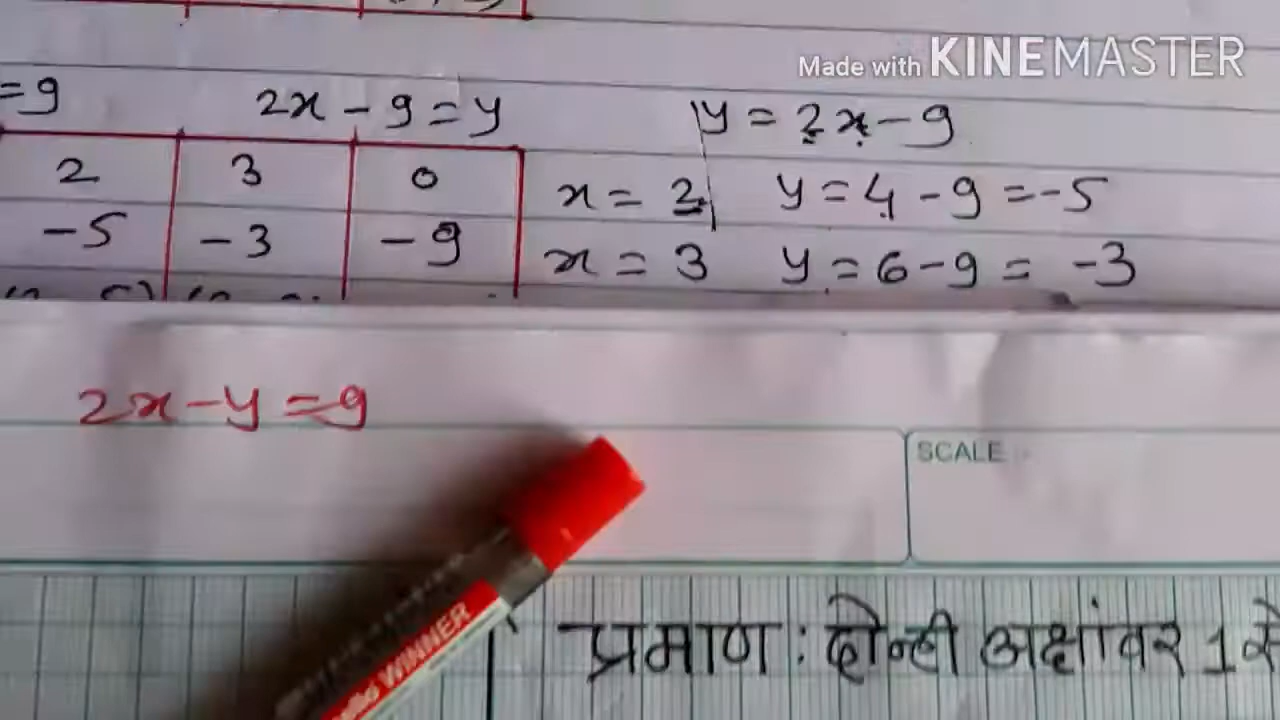 Made with KINEMASTER
=9 2x - 9 = y y = 2x - 9
2 3 0 x = 2 y = 4 - 9 = -5
-5 -3 -9 x = 3 y = 6 - 9 = -3
2x - y = 9
SCALE
WINNER
प्रमाण : दोन्ही अक्षांवर 1